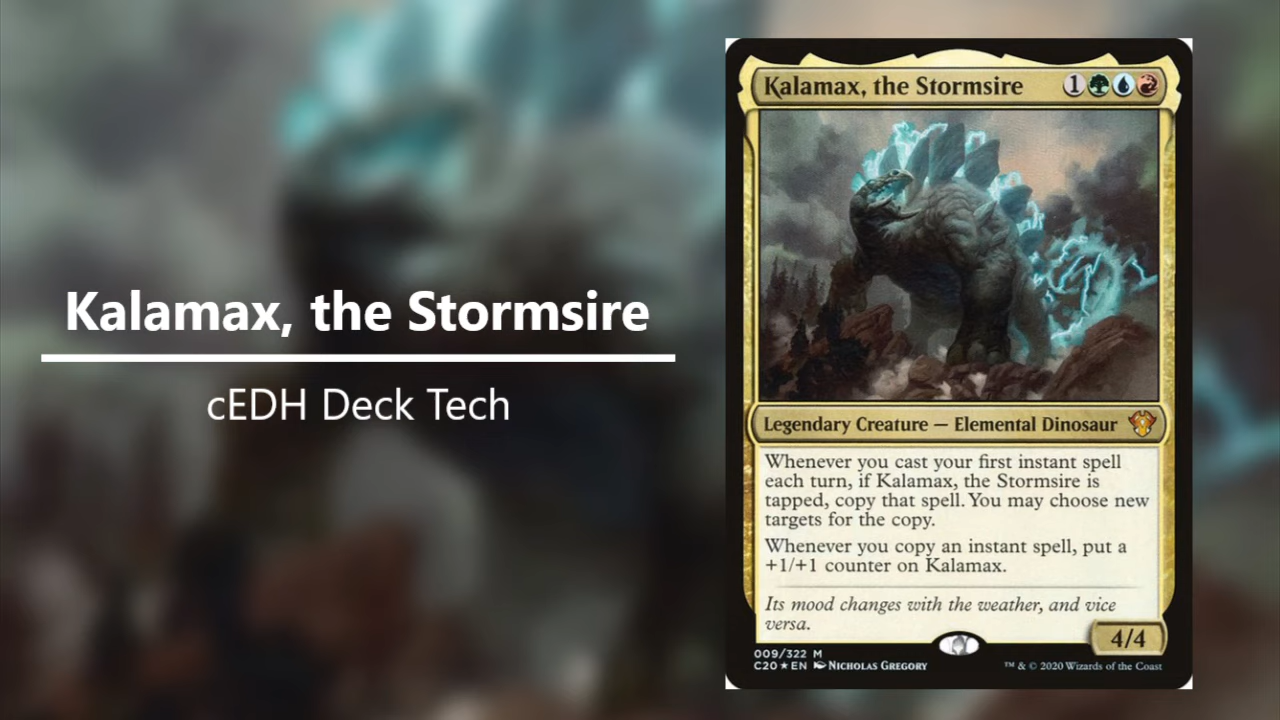 Kalamax, the Stormsire
cEDH Deck Tech
Kalamax, the Stormsire 1
Legendary Creature — Elemental Dinosaur
Whenever you cast your first instant spell
each turn, if Kalamax, the Stormsire is
tapped, copy that spell. You may choose new
targets for the copy.
Whenever you copy an instant spell, put a
+1/+1 counter on Kalamax.
Its mood changes with the weather, and vice
versa.
4/4
009/322 M
C20 ★ EN Nicholas Gregory
™ & © 2020 Wizards of the Coast